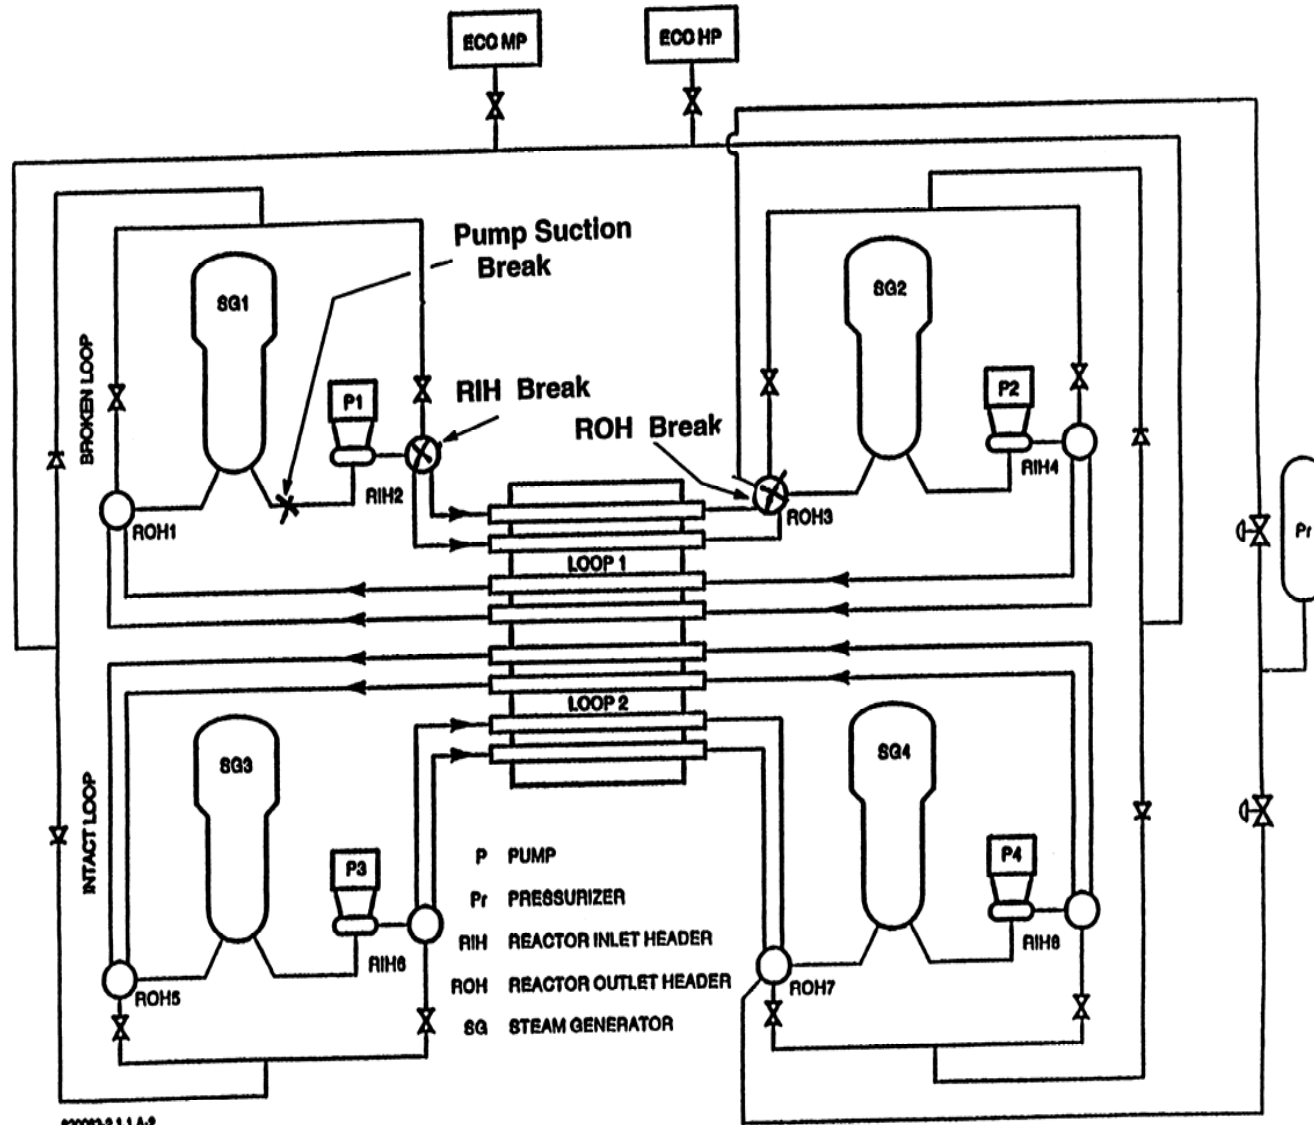 ECC MP
ECC HP
Pump Suction
Break
SG1
SG2
BROKEN LOOP
P1
RIH Break
P2
ROH Break
RIH4
RIH2
ROH1
ROH3
Pr
LOOP 1
LOOP 2
SG3
SG4
INTACT LOOP
P3
P PUMP
P4
Pr PRESSURIZER
RIH REACTOR INLET HEADER
RIH6
RIH8
ROH REACTOR OUTLET HEADER
ROH5
ROH7
SG STEAM GENERATOR